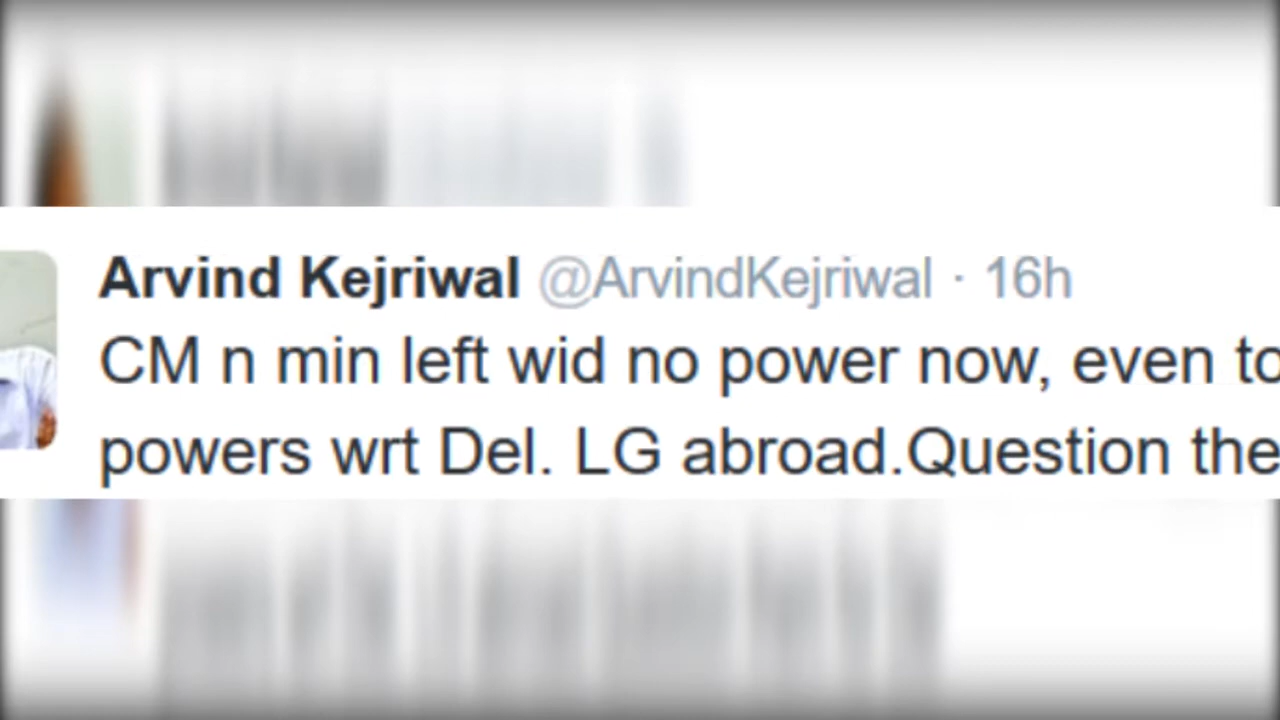 Arvind Kejriwal @ArvindKejriwal · 16h
CM n min left wid no power now, even to
powers wrt Del. LG abroad.Question the